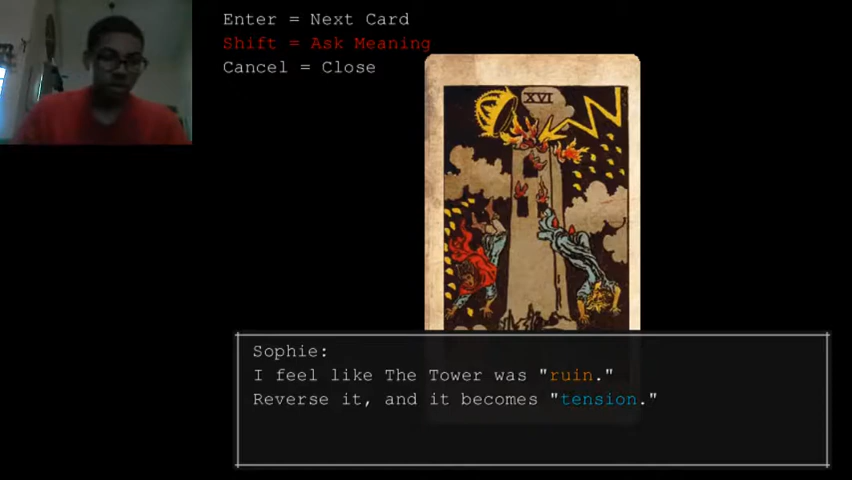 Enter = Next Card
Shift = Ask Meaning
Cancel = Close
XVI
Sophie:
I feel like The Tower was "ruin."
Reverse it, and it becomes "tension."